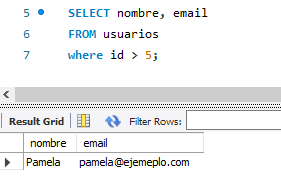 5 SELECT nombre, email
6 FROM usuarios
7 where id > 5;
Result Grid Filter Rows:
nombre email
Pamela pamela@ejemeplo.com